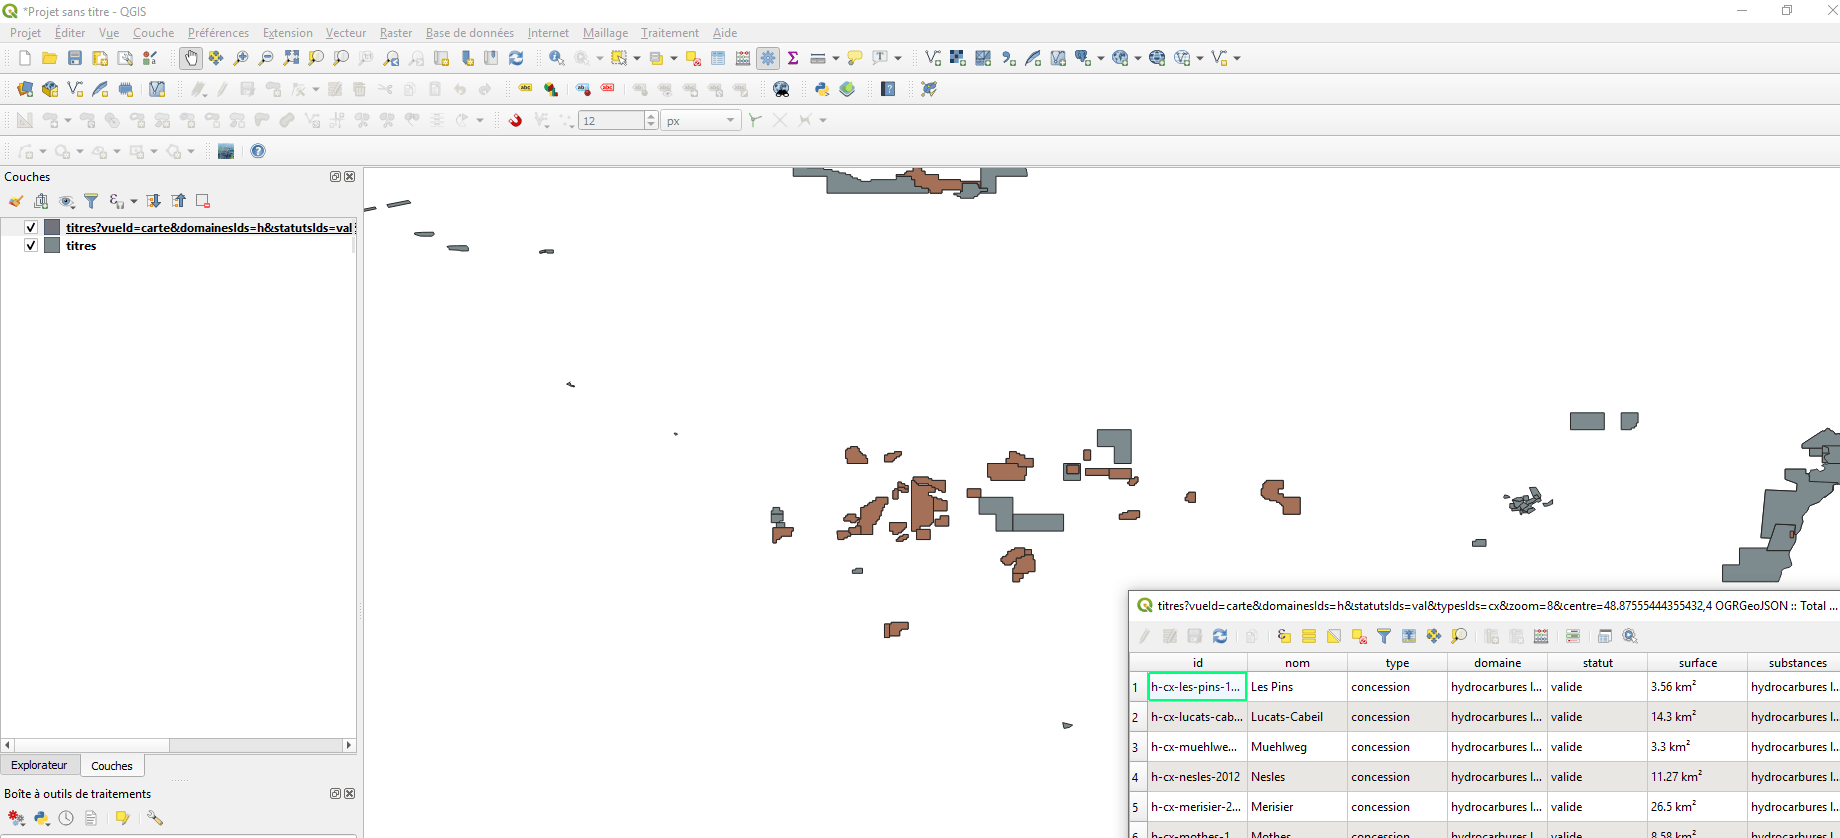 *Projet sans titre - QGIS
Projet Éditer Vue Couche Préférences Extension Vecteur Raster Base de données Internet Maillage Traitement Aide
12 px
Couches
titres?vueId=carte&domainesIds=h&statutsIds=val
titres
Explorateur Couches
Boîte à outils de traitements
titres?vueId=carte&domainesIds=h&statutsIds=val&typesIds=cx&zoom=8&centre=48.87555444355432,4 OGRGeoJSON :: Total ...
id nom type domaine statut surface substances
1 h-cx-les-pins-1... Les Pins concession hydrocarbures l... valide 3.56 km² hydrocarbures l...
2 h-cx-lucats-cab... Lucats-Cabeil concession hydrocarbures l... valide 14.3 km² hydrocarbures l...
3 h-cx-muehlwe... Muehlweg concession hydrocarbures l... valide 3.3 km² hydrocarbures l...
4 h-cx-nesles-2012 Nesles concession hydrocarbures l... valide 11.27 km² hydrocarbures l...
5 h-cx-merisier-2... Merisier concession hydrocarbures l... valide 26.5 km² hydrocarbures l...
6 h-cx-mothes-1... Mothes concession hydrocarbures l... valide 8.58 km² hydrocarbures l...